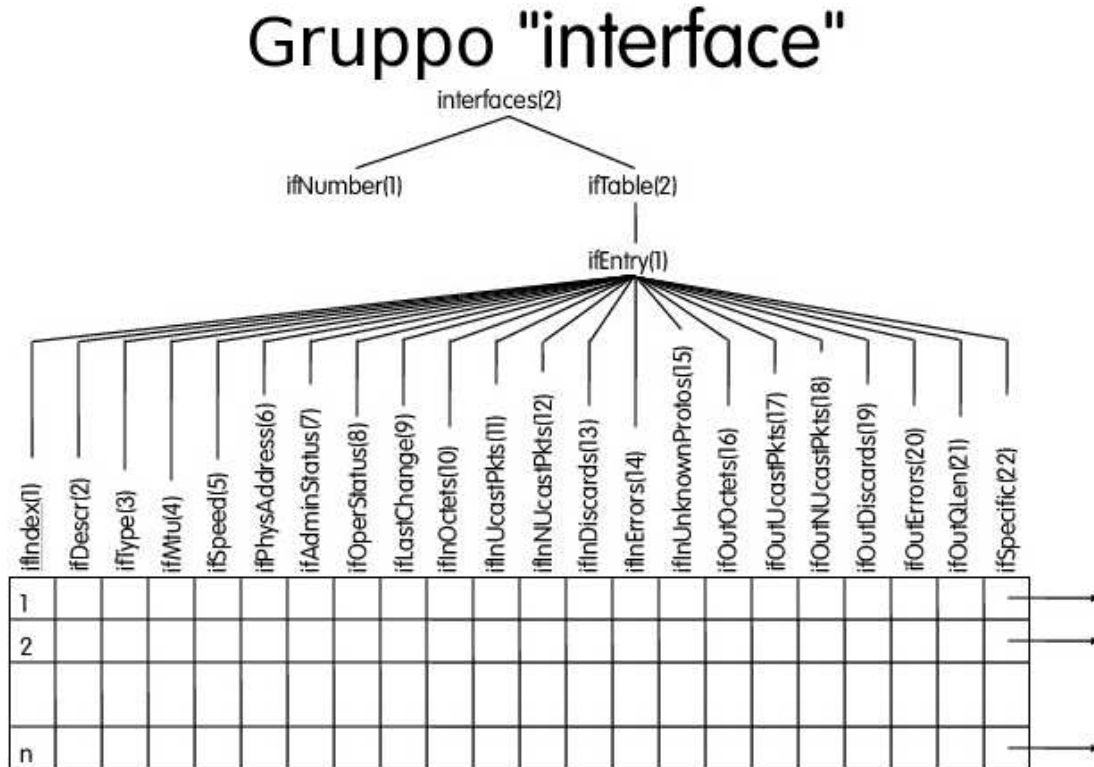 Gruppo "interface"
interfaces(2)
ifNumber(1)
ifTable(2)
ifEntry(1)
ifIndex(1)
ifDescr(2)
ifType(3)
ifMtu(4)
ifSpeed(5)
ifPhysAddress(6)
ifAdminStatus(7)
ifOperStatus(8)
ifLastChange(9)
ifInOctets(10)
ifInUcastPkts(11)
ifInNUcastPkts(12)
ifInDiscards(13)
ifInErrors(14)
ifInUnknownProtos(15)
ifOutOctets(16)
ifOutUcastPkts(17)
ifOutNUcastPkts(18)
ifOutDiscards(19)
ifOutErrors(20)
ifOutQLen(21)
ifSpecific(22)
1
2
n